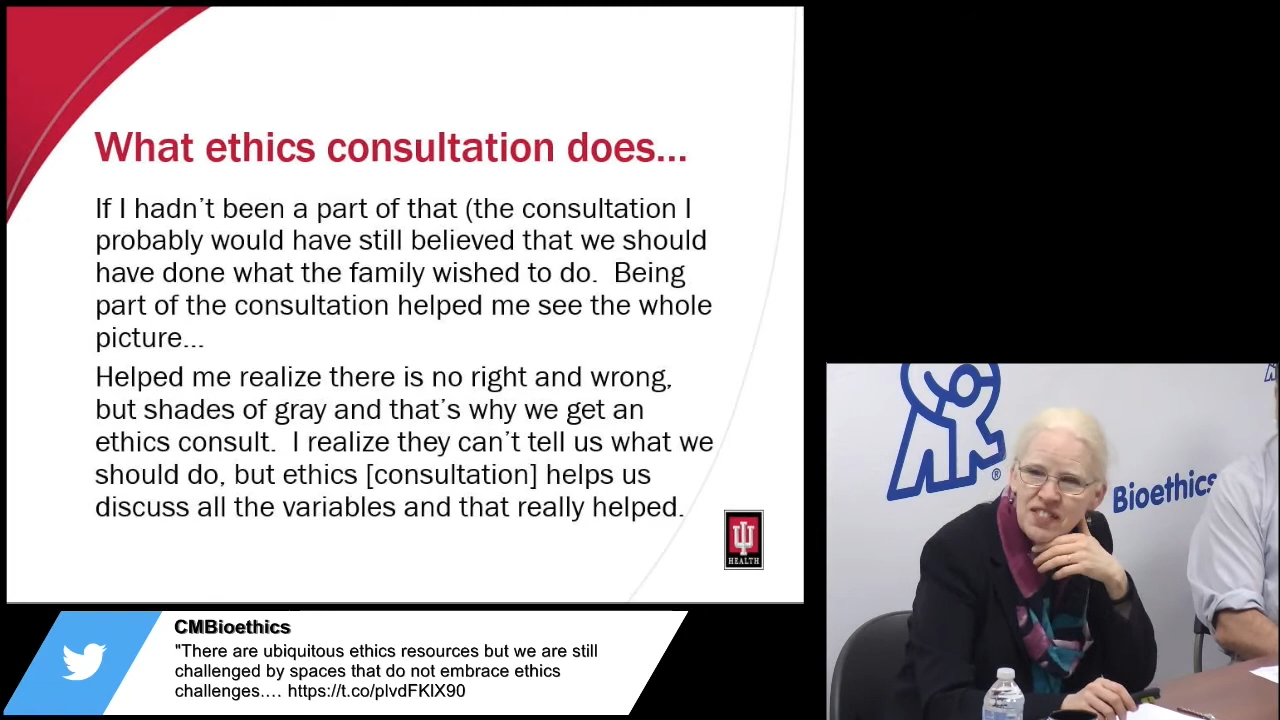 What ethics consultation does...
If I hadn't been a part of that (the consultation I
probably would have still believed that we should
have done what the family wished to do.  Being
part of the consultation helped me see the whole
picture...
Helped me realize there is no right and wrong,
but shades of gray and that's why we get an
ethics consult.  I realize they can't tell us what we
should do, but ethics [consultation] helps us
discuss all the variables and that really helped.
HEALTH
CMBioethics
"There are ubiquitous ethics resources but we are still
challenged by spaces that do not embrace ethics
challenges.... https://t.co/plvdFKlX90
®
Bioethics